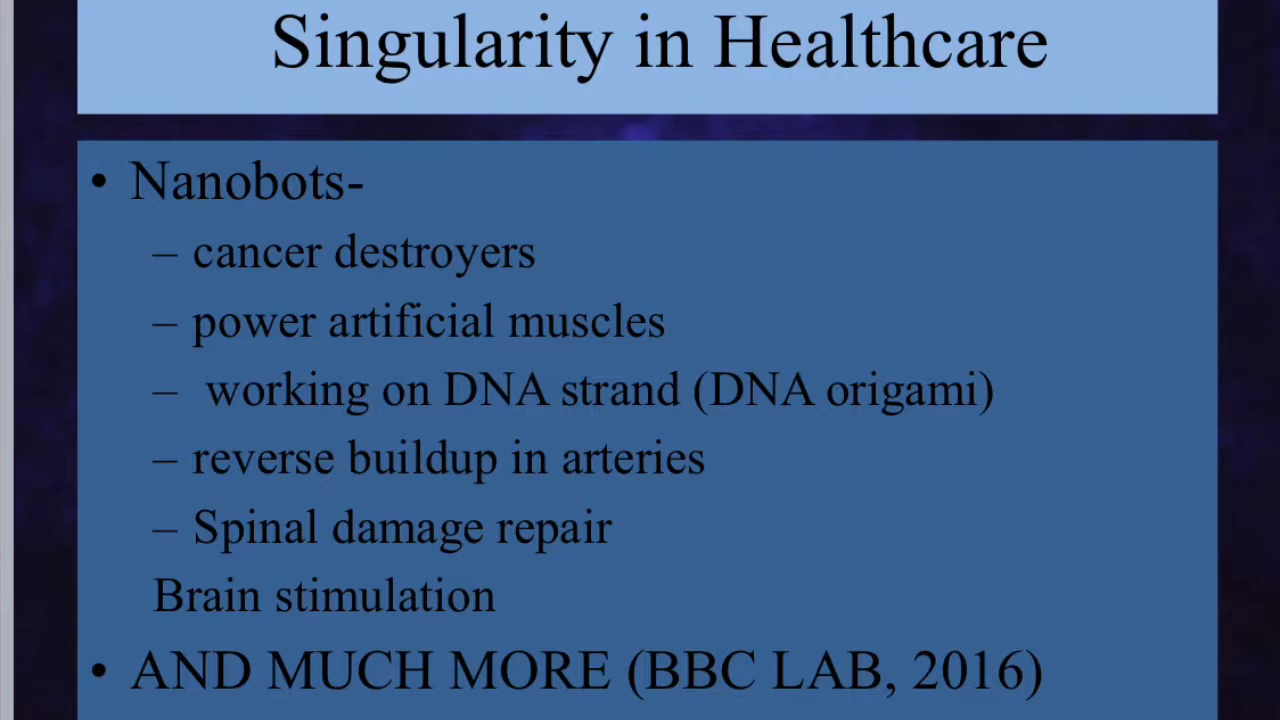 Singularity in Healthcare
• Nanobots-
– cancer destroyers
– power artificial muscles
– working on DNA strand (DNA origami)
– reverse buildup in arteries
– Spinal damage repair
Brain stimulation
• AND MUCH MORE (BBC LAB, 2016)